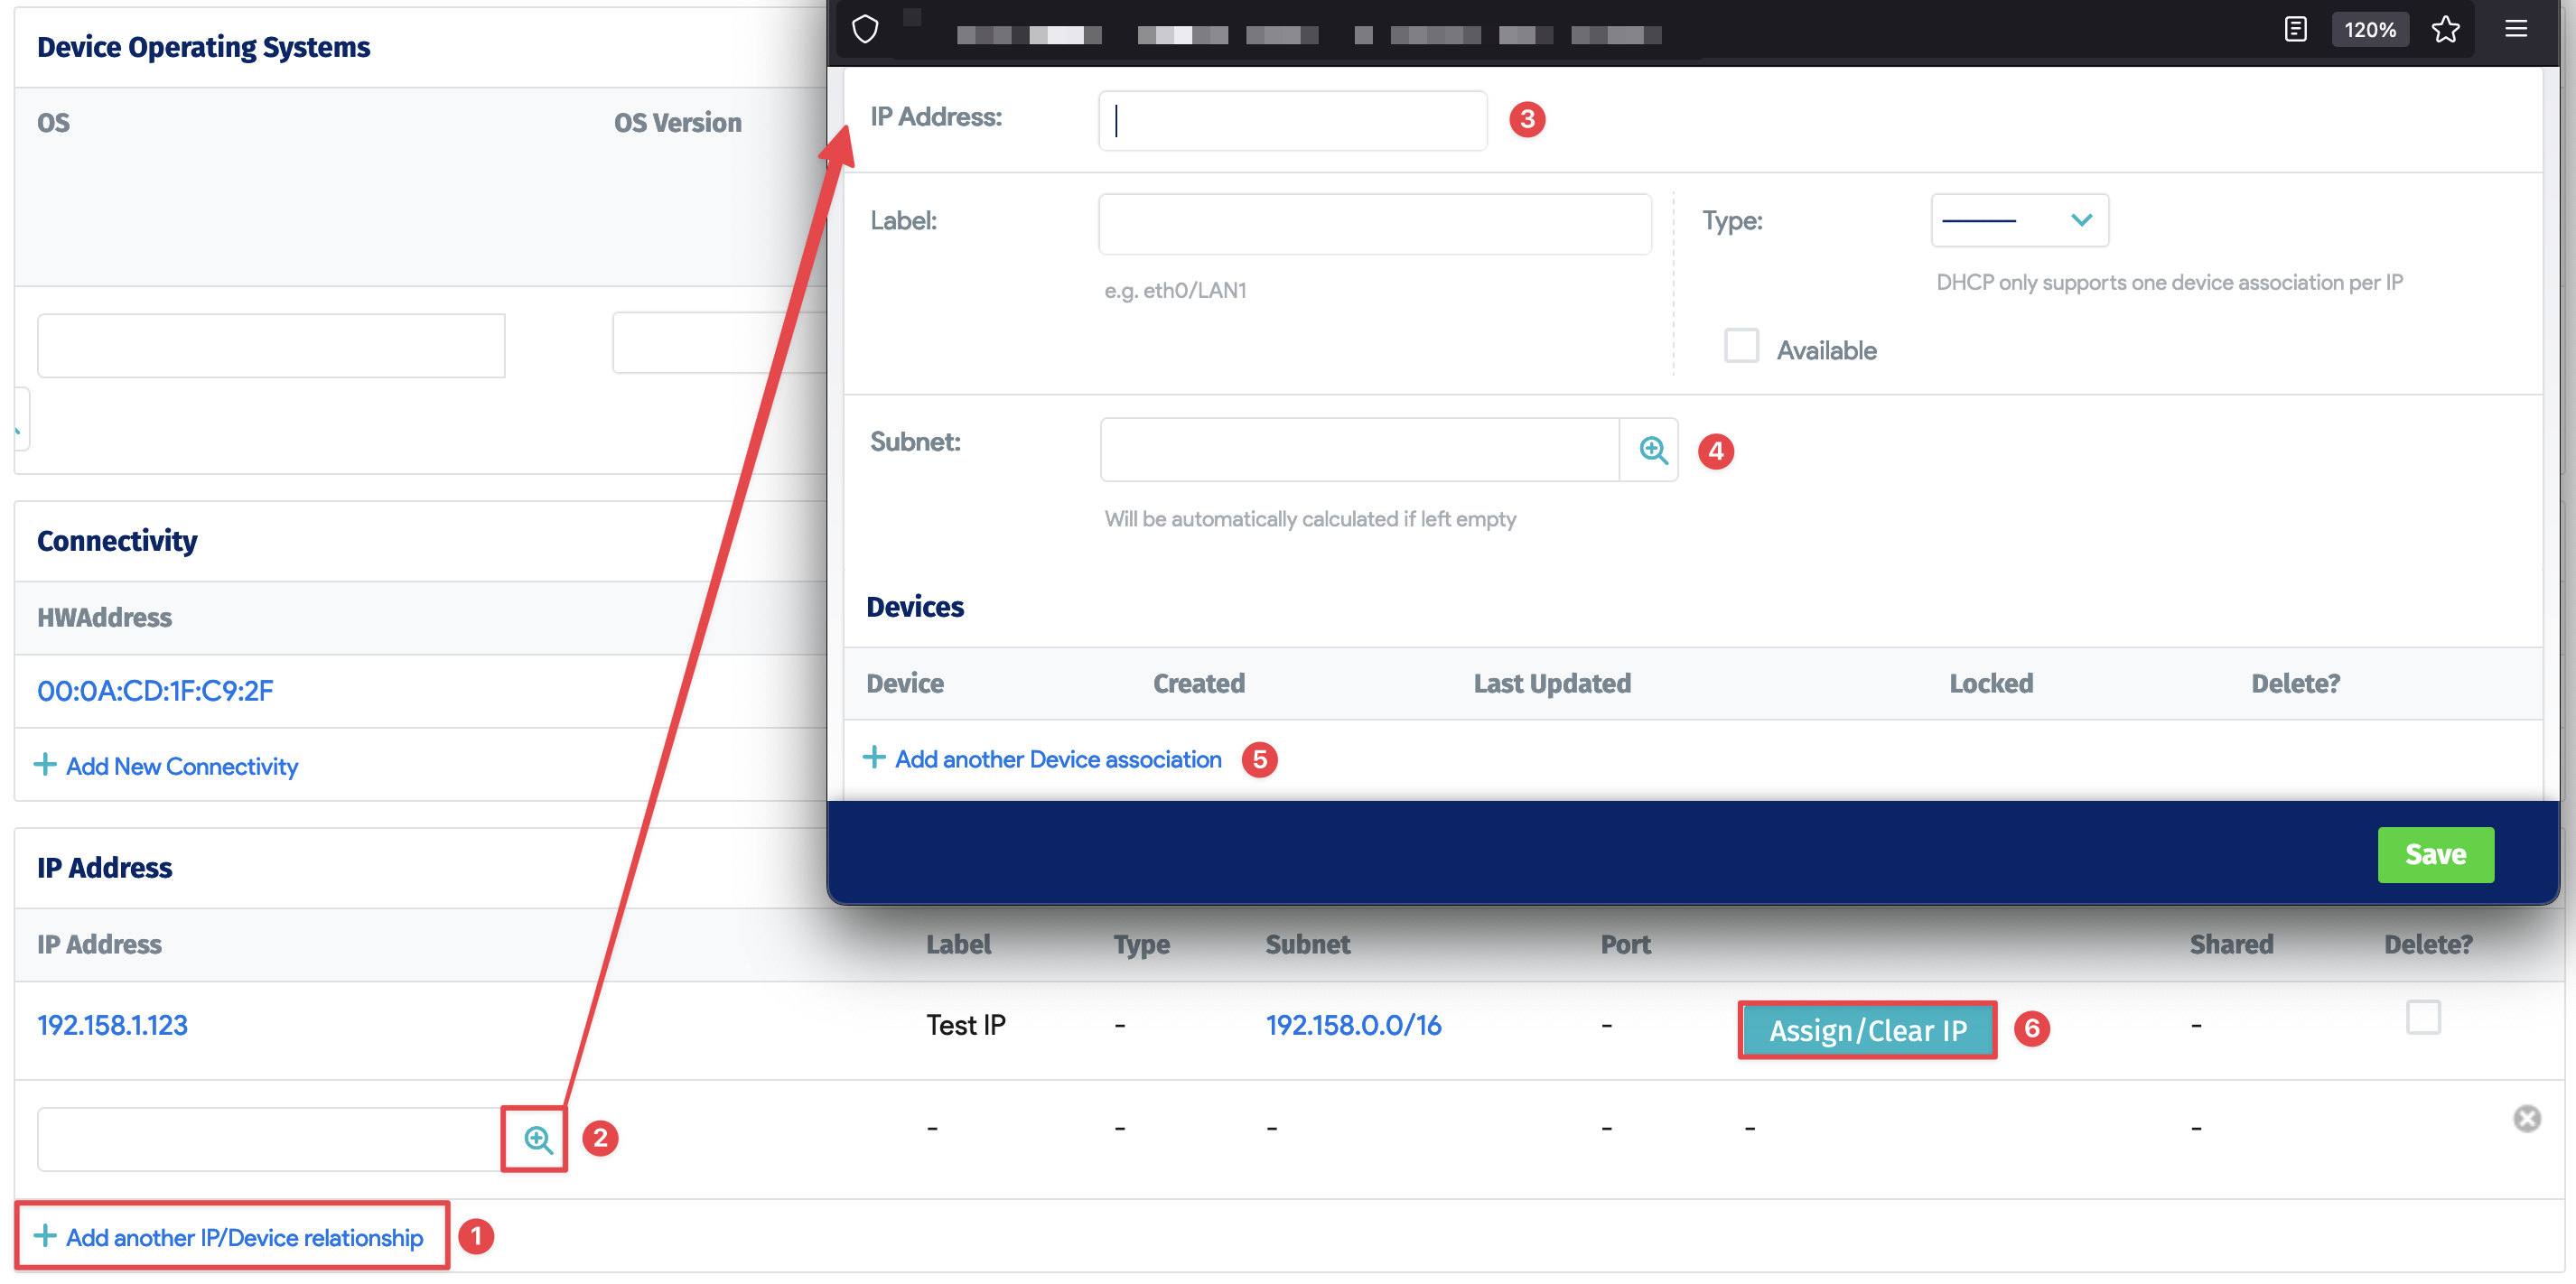 Device Operating Systems
OS OS Version
Connectivity
HWAddress
00:0A:CD:1F:C9:2F
+ Add New Connectivity
120%
IP Address: 3
Label: Type:
e.g. eth0/LAN1 DHCP only supports one device association per IP
Available
Subnet: 4
Will be automatically calculated if left empty
Devices
Device Created Last Updated Locked Delete?
+ Add another Device association 5
Save
IP Address
IP Address Label Type Subnet Port Shared Delete?
192.158.1.123 Test IP - 192.158.0.0/16 - Assign/Clear IP 6 -
2 - - - - - -
+ Add another IP/Device relationship 1